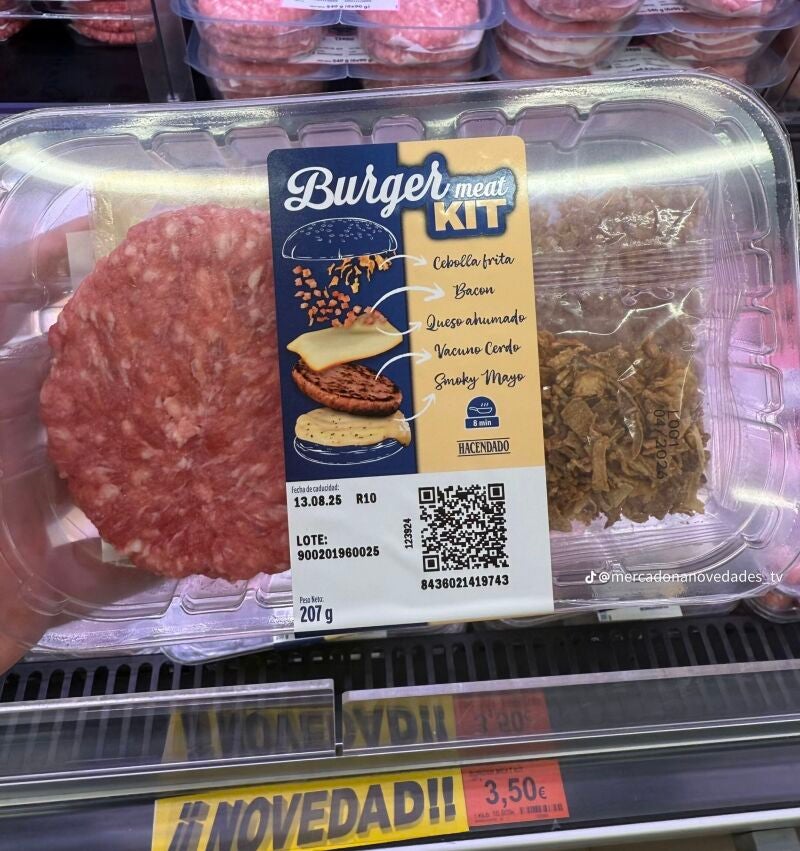 Burger meat
KIT
Cebolla frita
Bacon
Queso ahumado
Vacuno Cerdo
Smoky Mayo
8 min
HACENDADO
Fecha de caducidad:
13.08.25 R10
LOTE:
900201960025
123924
8436021419743
Peso Neto:
207 g
@mercadonanovedades_tv
¡¡NOVEDAD!!
3,50€